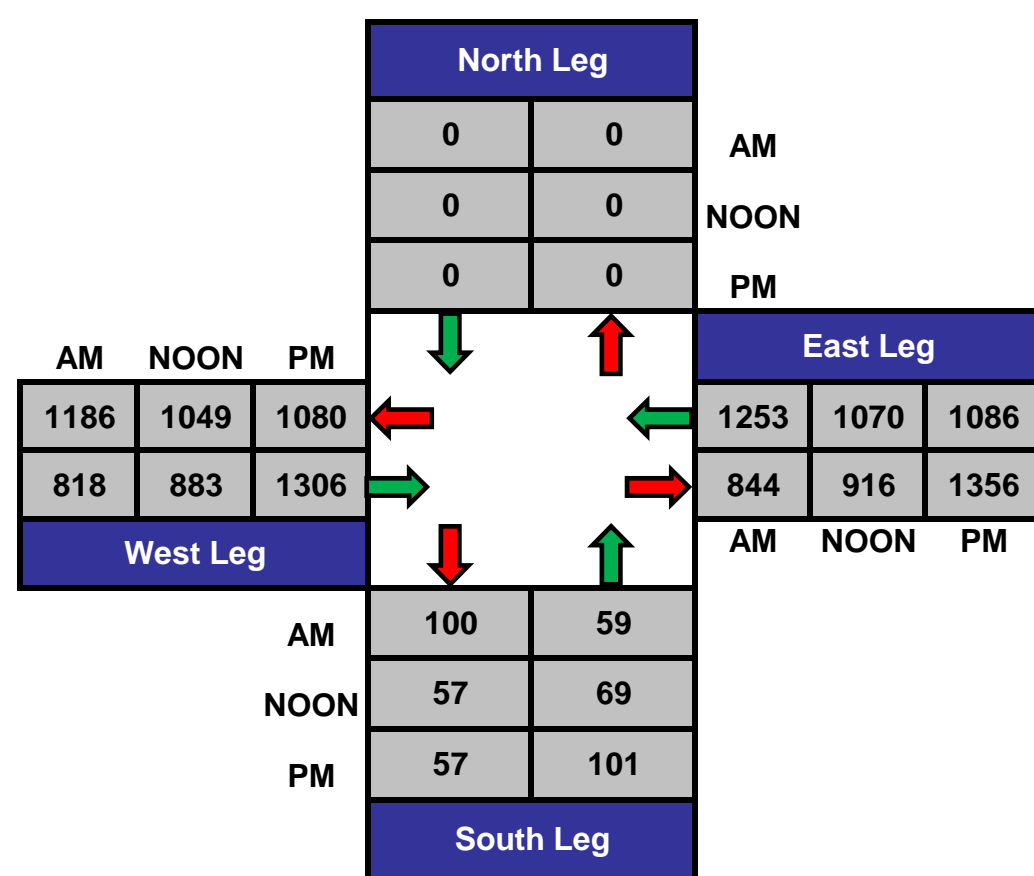 North Leg
0 0 AM
0 0 NOON
0 0 PM
East Leg
AM NOON PM
1186 1049 1080 1253 1070 1086
818 883 1306 844 916 1356
West Leg AM NOON PM
AM 100 59
NOON 57 69
PM 57 101
South Leg